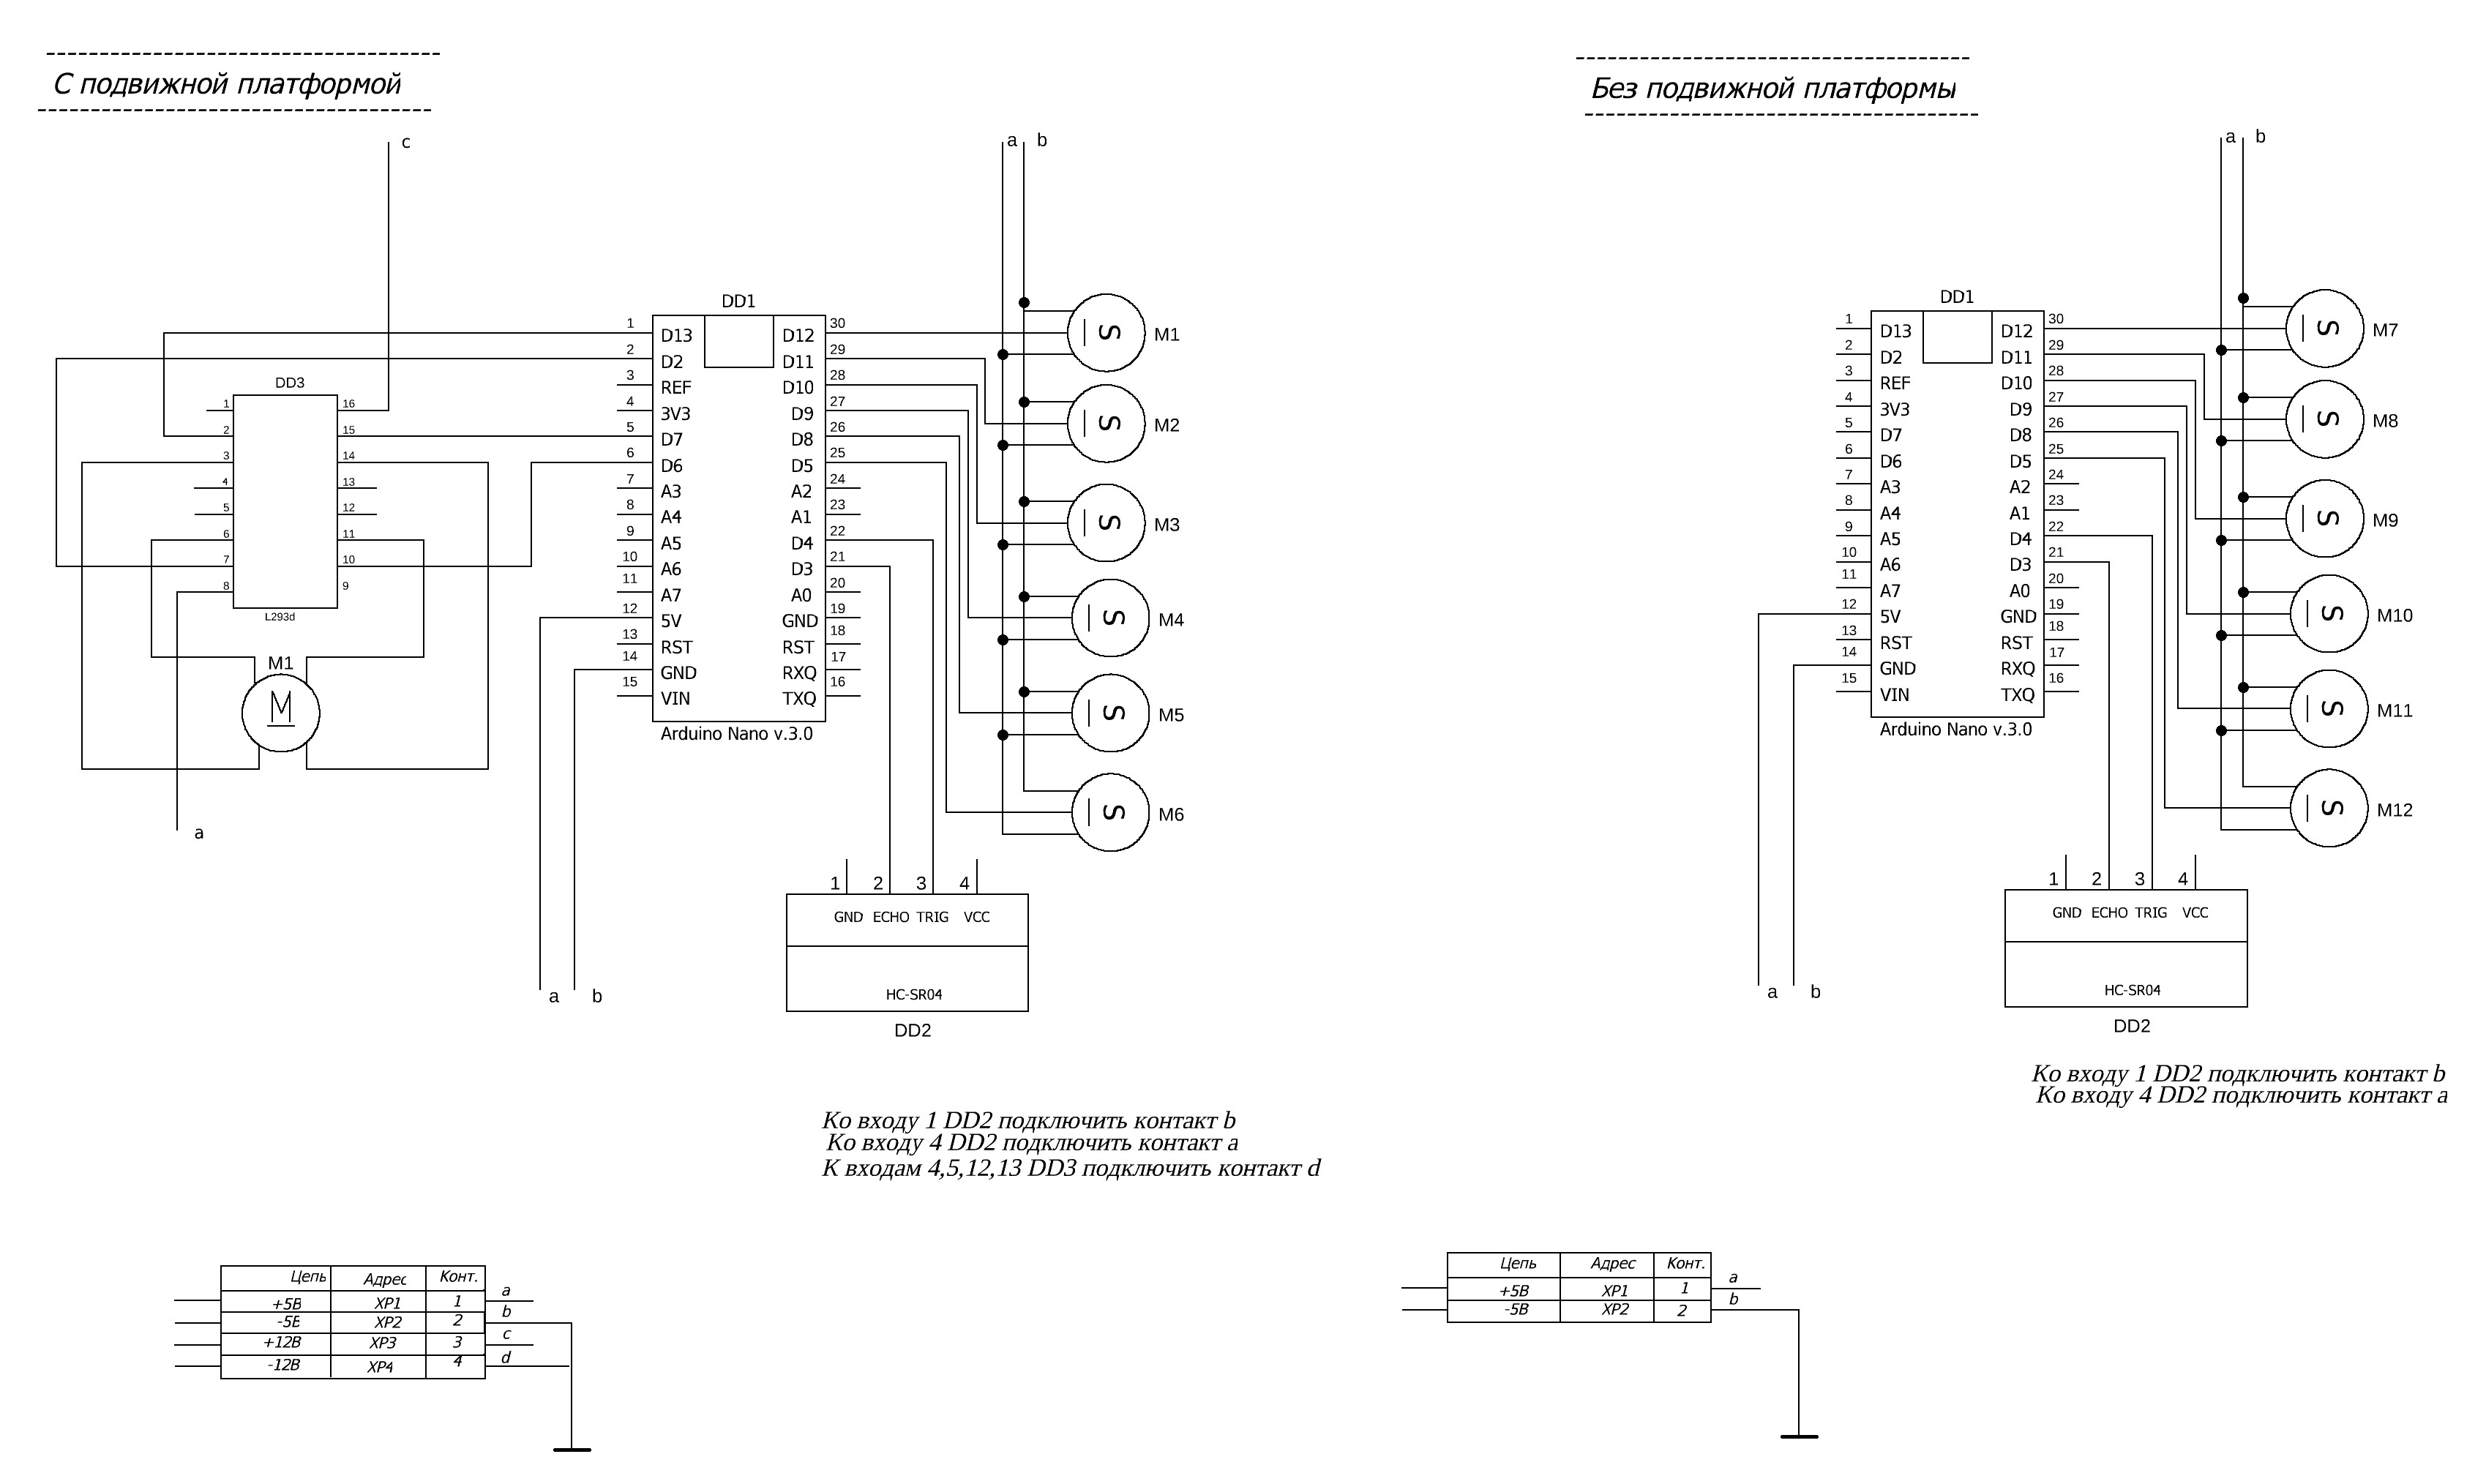 С подвижной платформой
Без подвижной платформы
c
a b
a b
DD1
1 D13 D12 30
2 D2 D11 29
3 REF D10 28
4 3V3 D9 27
5 D7 D8 26
6 D6 D5 25
7 A3 A2 24
8 A4 A1 23
9 A5 D4 22
10 A6 D3 21
11 A7 A0 20
12 5V GND 19
13 RST RST 18
14 GND RXQ 17
15 VIN TXQ 16
Arduino Nano v.3.0
DD3
1 16
2 15
3 14
4 13
5 12
6 11
7 10
8 9
L293d
M1
M
a
a b
S M1
S M2
S M3
S M4
S M5
S M6
1 2 3 4
GND ECHO TRIG VCC
HC-SR04
DD2
DD1
1 D13 D12 30
2 D2 D11 29
3 REF D10 28
4 3V3 D9 27
5 D7 D8 26
6 D6 D5 25
7 A3 A2 24
8 A4 A1 23
9 A5 D4 22
10 A6 D3 21
11 A7 A0 20
12 5V GND 19
13 RST RST 18
14 GND RXQ 17
15 VIN TXQ 16
Arduino Nano v.3.0
a b
S M7
S M8
S M9
S M10
S M11
S M12
1 2 3 4
GND ECHO TRIG VCC
HC-SR04
DD2
Ко входу 1 DD2 подключить контакт b
Ко входу 4 DD2 подключить контакт a
К входам 4,5,12,13 DD3 подключить контакт d
Ко входу 1 DD2 подключить контакт b
Ко входу 4 DD2 подключить контакт a
Цепь Адрес Конт.
+5В XP1 1 a
-5В XP2 2 b
+12В XP3 3 c
-12В XP4 4 d
Цепь Адрес Конт.
+5В XP1 1 a
-5В XP2 2 b